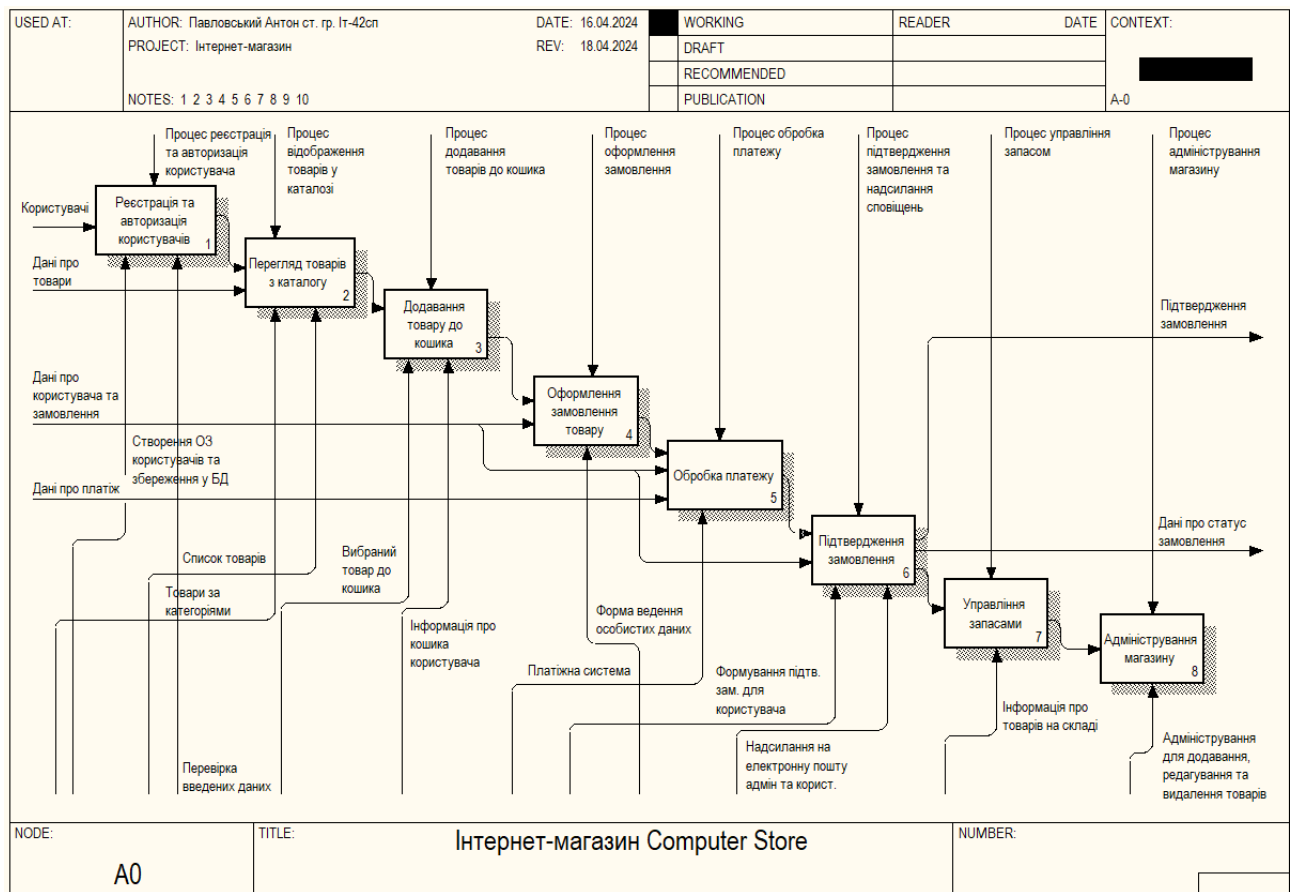 USED AT:
AUTHOR: Павловський Антон ст. гр. Іт-42сп
DATE: 16.04.2024
PROJECT: Інтернет-магазин
REV: 18.04.2024
NOTES: 1 2 3 4 5 6 7 8 9 10
WORKING
DRAFT
RECOMMENDED
PUBLICATION
READER
DATE
CONTEXT:
A-0
Процес реєстрація
та авторизація
користувача
Процес
відображення
товарів у
каталозі
Процес
додавання
товарів до кошика
Процес
оформлення
замовлення
Процес обробка
платежу
Процес
підтвердження
замовлення та
надсилання
сповіщень
Процес управління
запасом
Процес
адміністрування
магазину
Користувачі
Реєстрація та
авторизація
користувачів
1
Дані про
товари
Перегляд товарів
з каталогу
2
Додавання
товару до
кошика
3
Підтвердження
замовлення
Дані про
користувача та
замовлення
Оформлення
замовлення
товару
4
Створення ОЗ
користувачів та
збереження у БД
Дані про платіж
Обробка платежу
5
Підтвердження
замовлення
6
Дані про статус
замовлення
Список товарів
Вибраний
товар до
кошика
Товари за
категоріями
Інформація про
кошика
користувача
Форма ведення
особистих даних
Управління
запасами
7
Адміністрування
магазину
8
Платіжна система
Формування підтв.
зам. для
користувача
Інформація про
товарів на складі
Перевірка
введених даних
Надсилання на
електронну пошту
адмін та корист.
Адміністрування
для додавання,
редагування та
видалення товарів
NODE:
A0
TITLE:
Інтернет-магазин Computer Store
NUMBER: